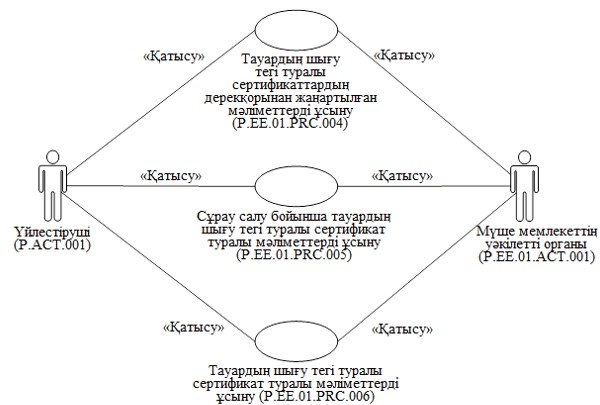 «Қатысу»
«Қатысу»
Тауардың шығу
тегі туралы
сертификаттардың
дерекқорынан жаңартылған
мәліметтерді ұсыну
(P.EE.01.PRC.004)
«Қатысу»
«Қатысу»
Үйлестіруші
(P.ACT.001)
Сұрау салу бойынша тауардың
шығу тегі туралы сертификат
туралы мәліметтерді ұсыну
(P.EE.01.PRC.005)
Мүше мемлекеттің
уәкілетті органы
(P.EE.01.ACT.001)
«Қатысу»
«Қатысу»
Тауардың шығу тегі туралы
сертификат туралы мәліметтерді
ұсыну (P.EE.01.PRC.006)